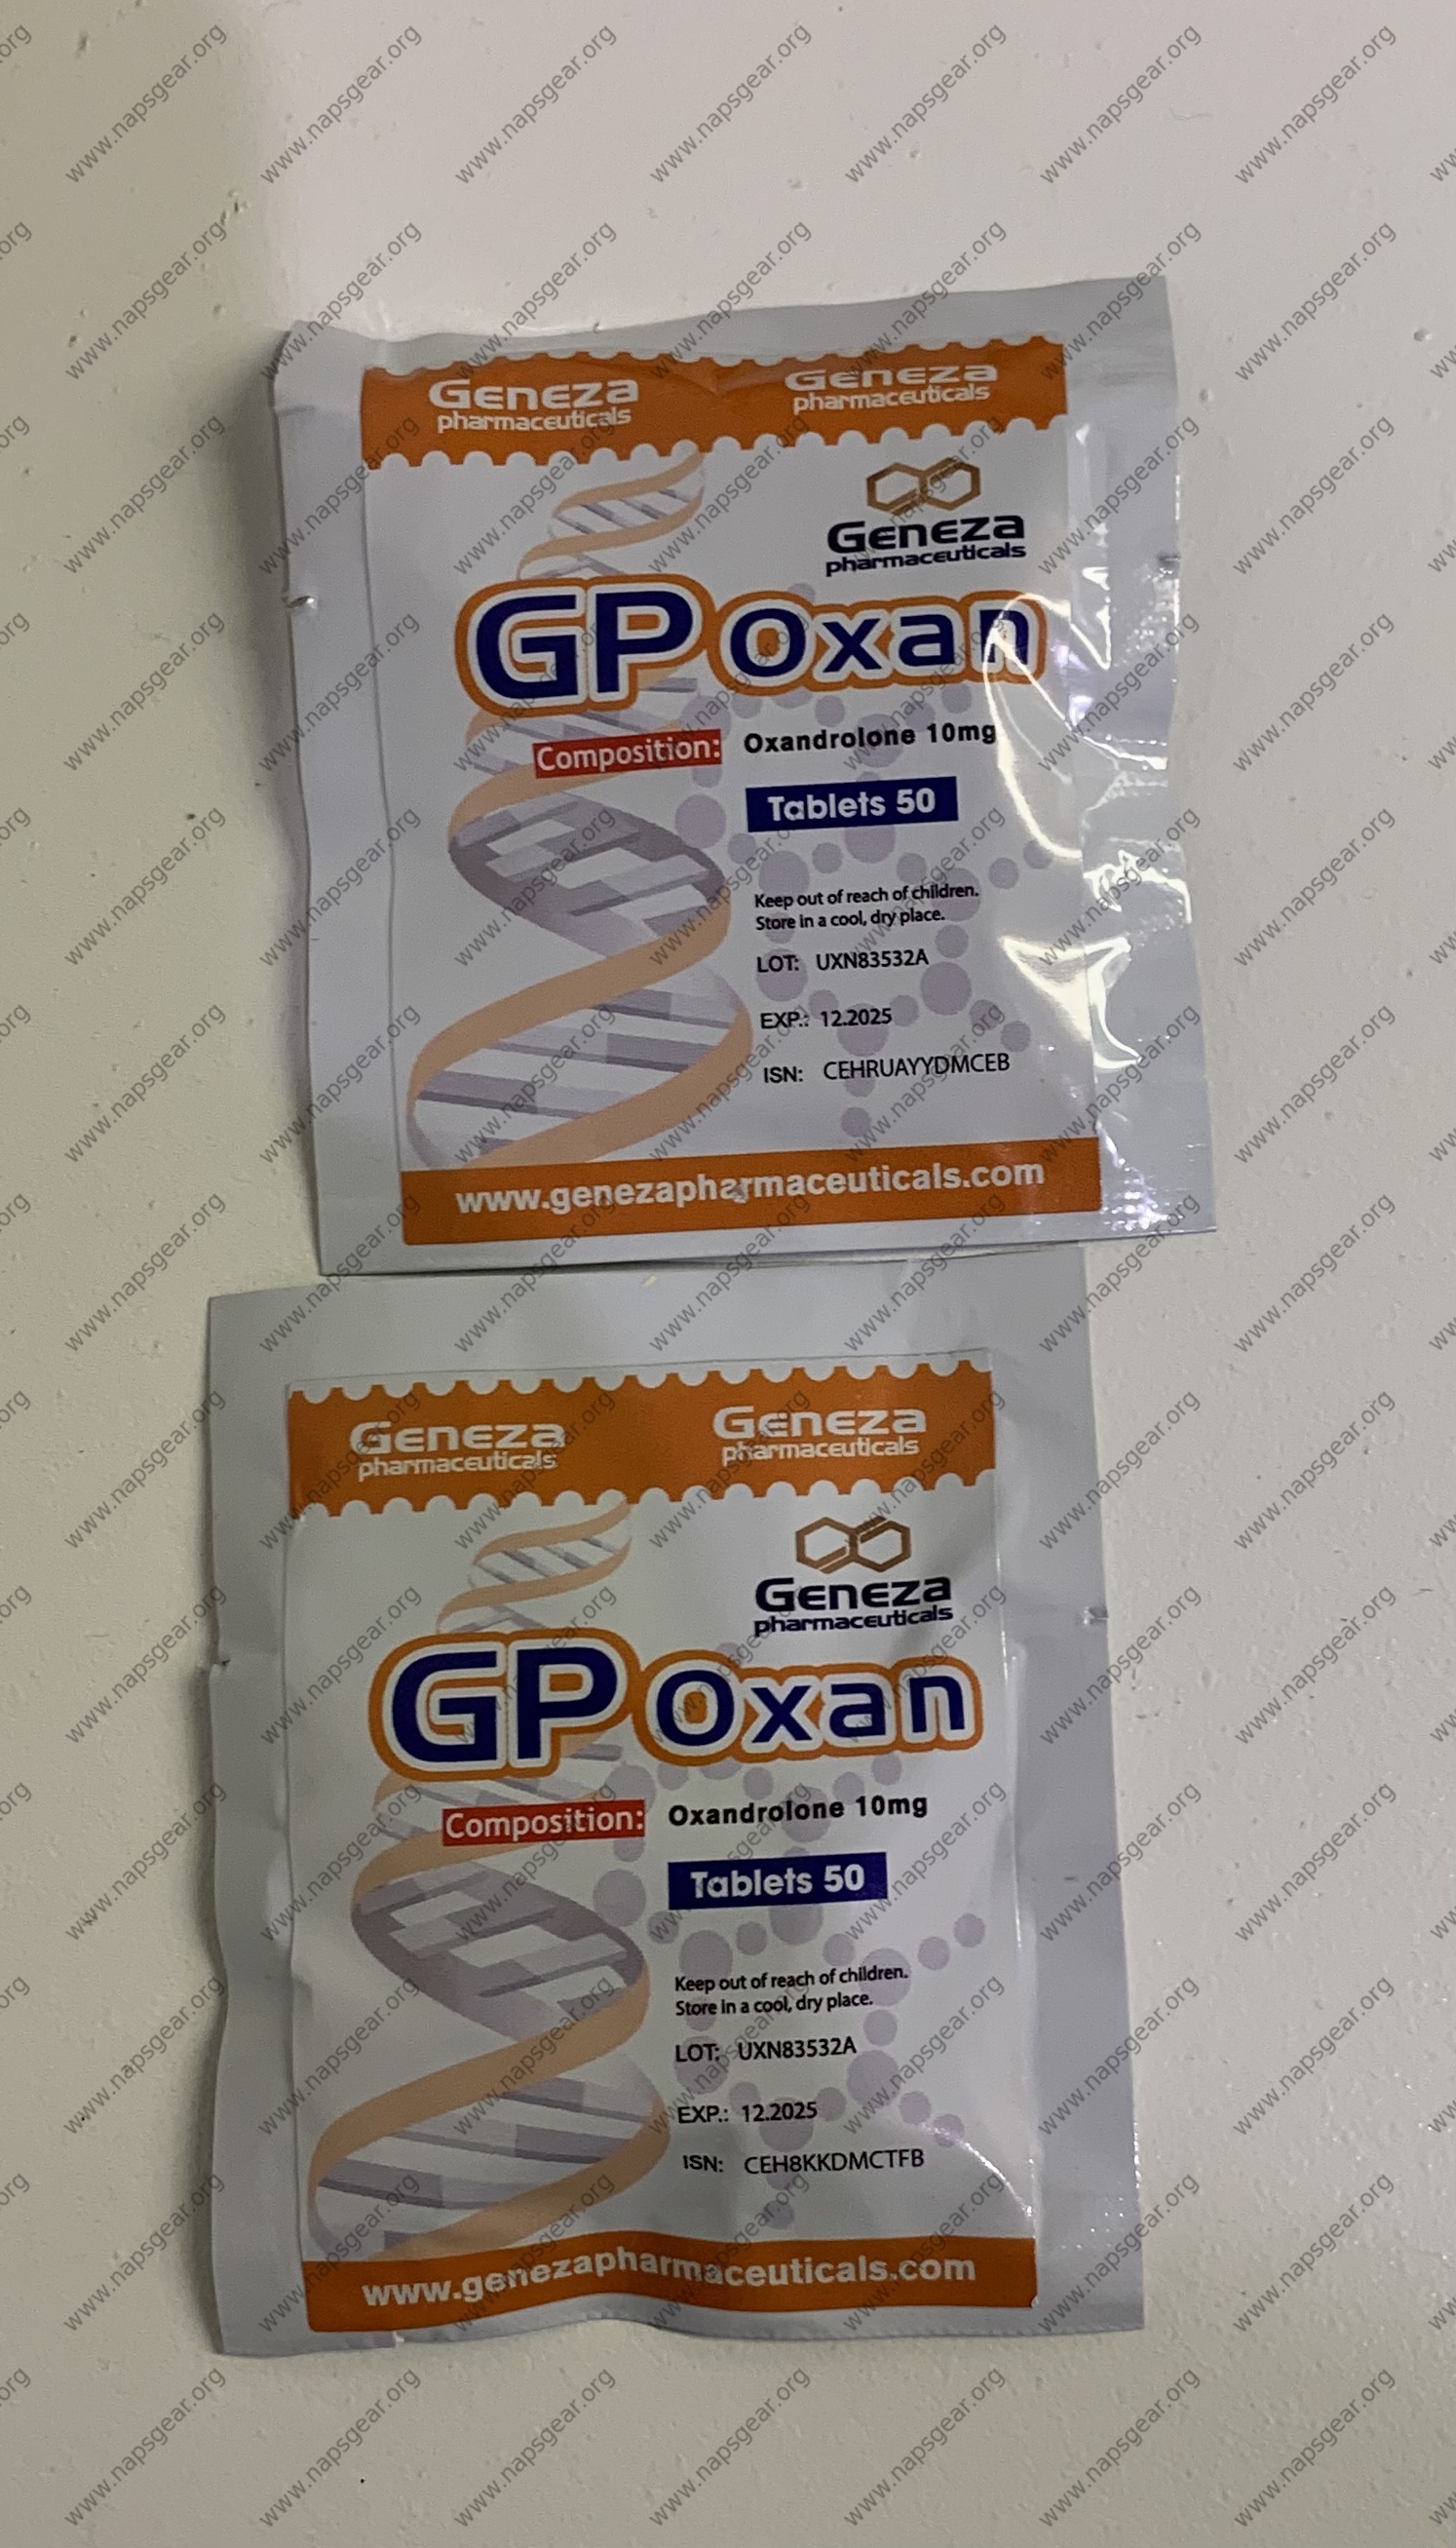 Geneza pharmaceuticals
Geneza pharmaceuticals
Geneza
pharmaceuticals
GP Oxan
Composition: Oxandrolone 10mg
Tablets 50
Keep out of reach of children.
Store in a cool, dry place.
LOT: UXN83532A
EXP.: 12.2025
ISN: CEHRUAYYDMCEB
www.genezapharmaceuticals.com
Geneza pharmaceuticals
Geneza pharmaceuticals
Geneza
pharmaceuticals
GP Oxan
Composition: Oxandrolone 10mg
Tablets 50
Keep out of reach of children.
Store in a cool, dry place.
LOT: UXN83532A
EXP.: 12.2025
ISN: CEH8KKDMCTFB
www.genezapharmaceuticals.com
www.napsgear.org